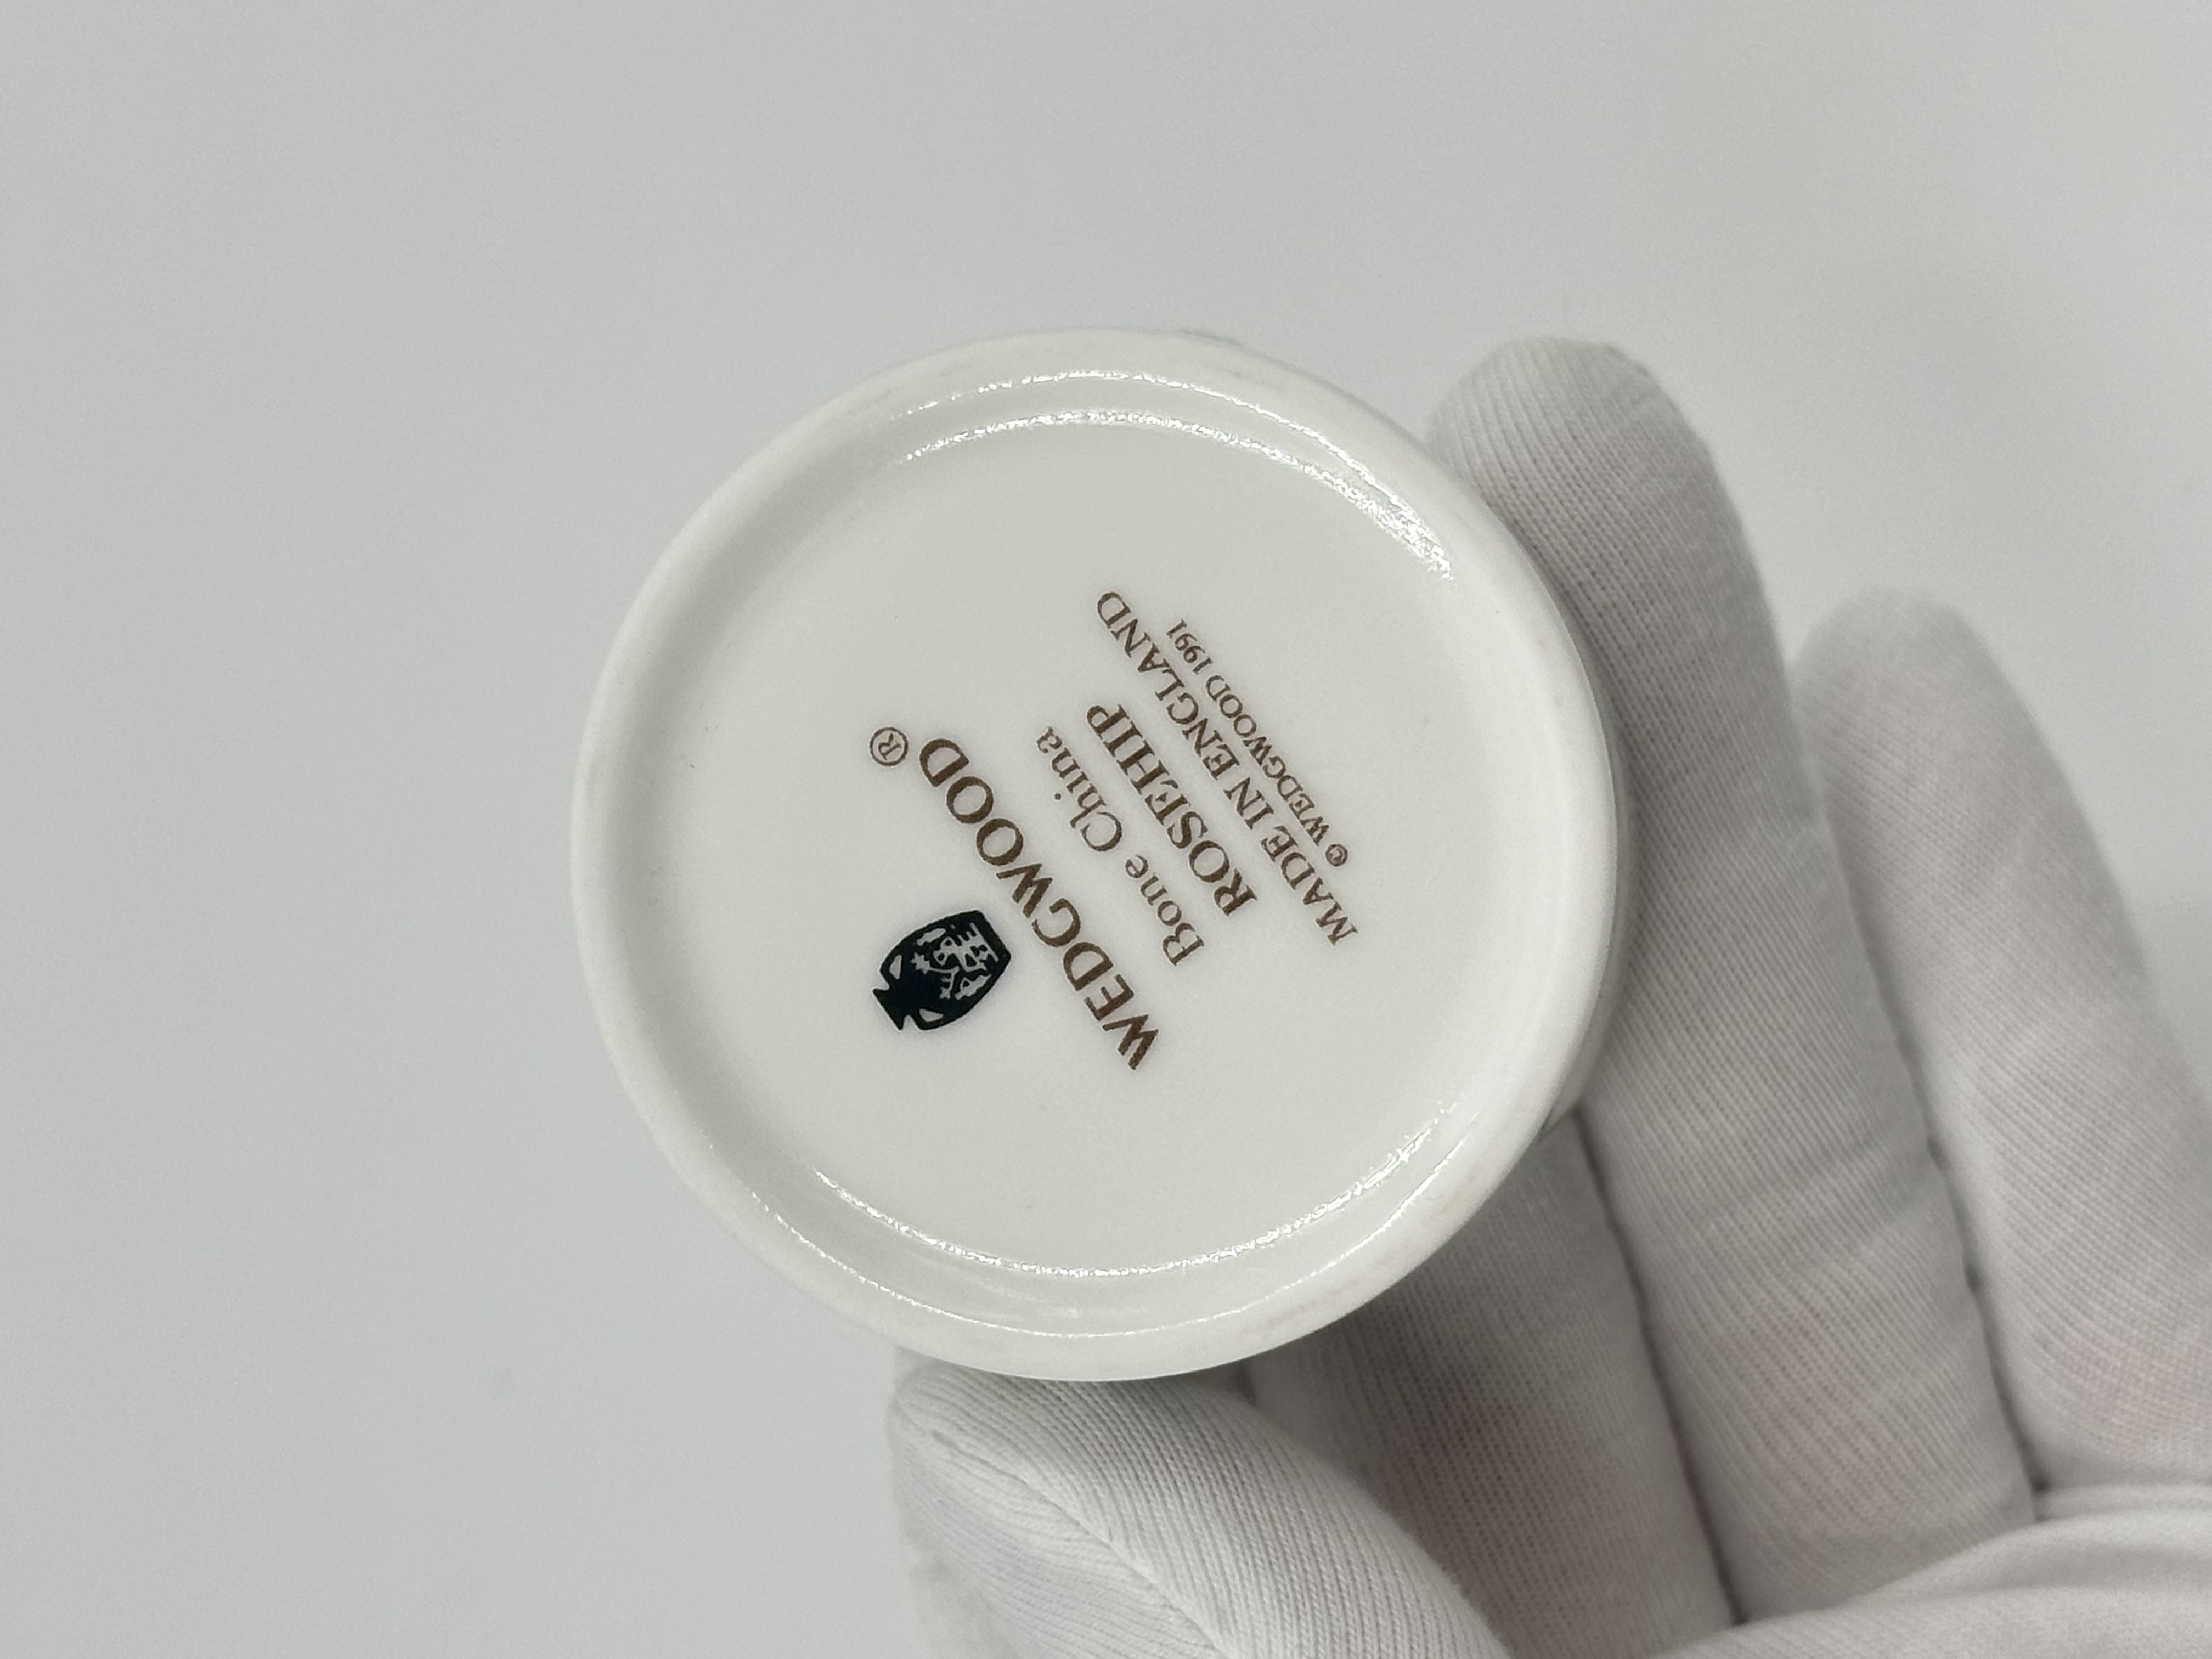 WEDGWOOD ®
Bone China
ROSEHIP
MADE IN ENGLAND
© WEDGWOOD 1991